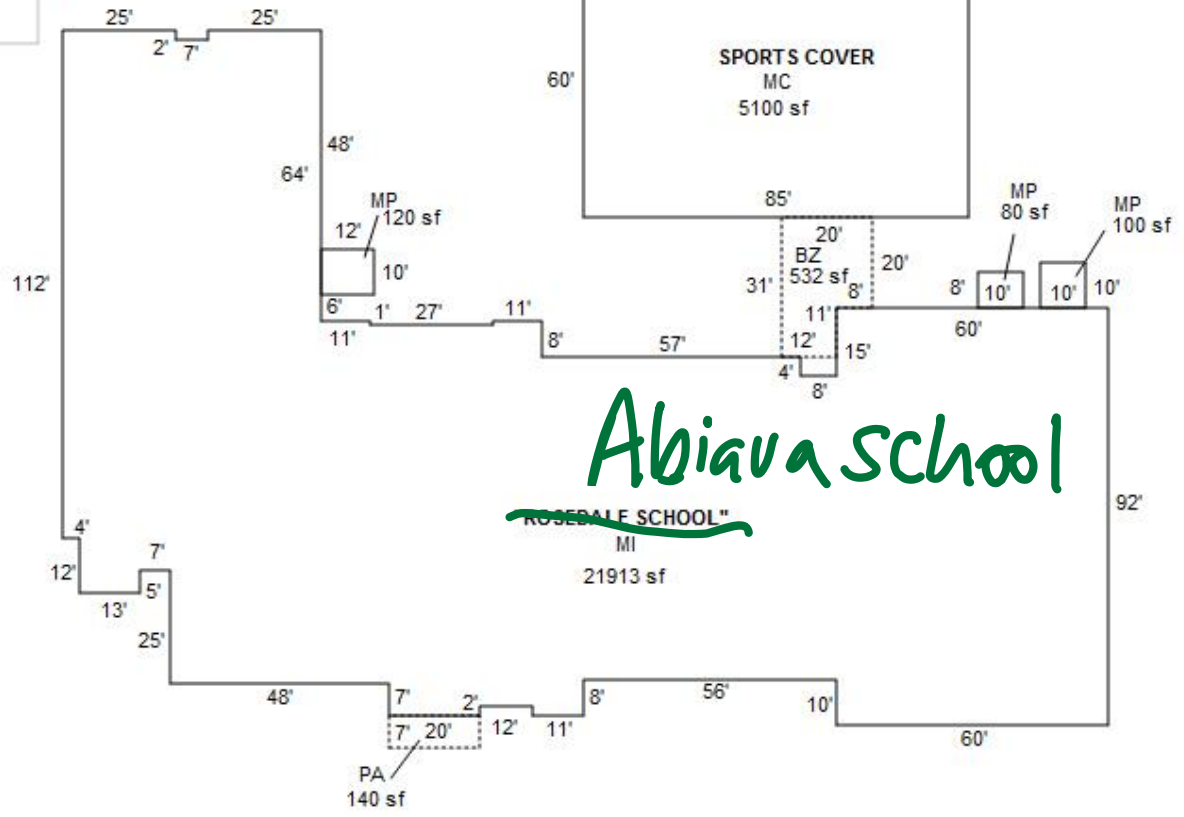 25'
25'
2'
7'
SPORTS COVER
MC
5100 sf
60'
48'
64'
MP
120 sf
12'
10'
6'
1'
27'
11'
11'
8'
112'
85'
20'
BZ
532 sf
20'
31'
8'
11'
12'
15'
4'
8'
57'
MP
80 sf
MP
100 sf
8'
10'
10'
10'
60'
Abiava school
"ROSEDALE SCHOOL"
MI
21913 sf
92'
4'
12'
7'
5'
13'
25'
48'
7'
2'
7'
20'
12'
11'
8'
56'
10'
60'
PA
140 sf